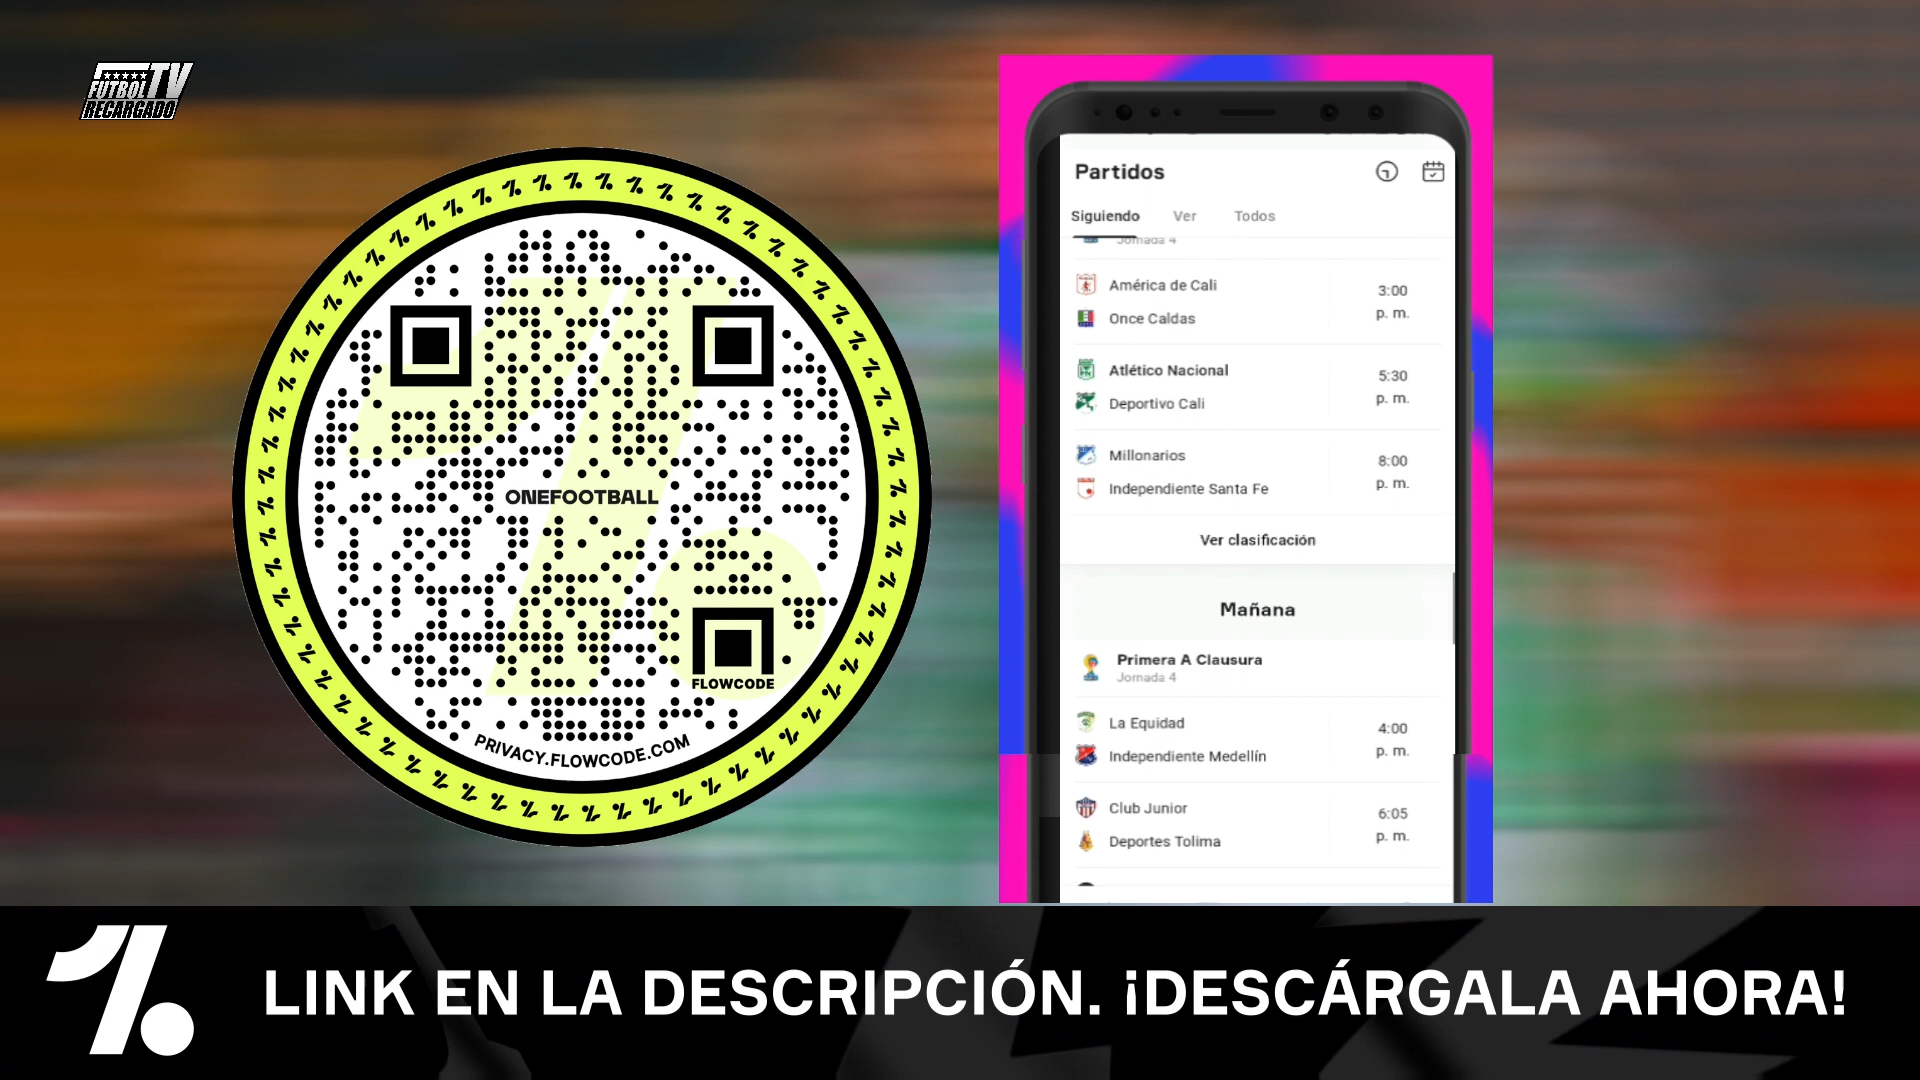 FUTBOL TV
RECARGADO
ONEFOOTBALL
FLOWCODE
PRIVACY.FLOWCODE.COM
Partidos
Siguiendo Ver Todos
Jornada 4
América de Cali
Once Caldas
3:00
p. m.
Atlético Nacional
Deportivo Cali
5:30
p. m.
Millonarios
Independiente Santa Fe
8:00
p. m.
Ver clasificación
Mañana
Primera A Clausura
Jornada 4
La Equidad
Independiente Medellín
4:00
p. m.
Club Junior
Deportes Tolima
6:05
p. m.
LINK EN LA DESCRIPCIÓN. ¡DESCÁRGALA AHORA!